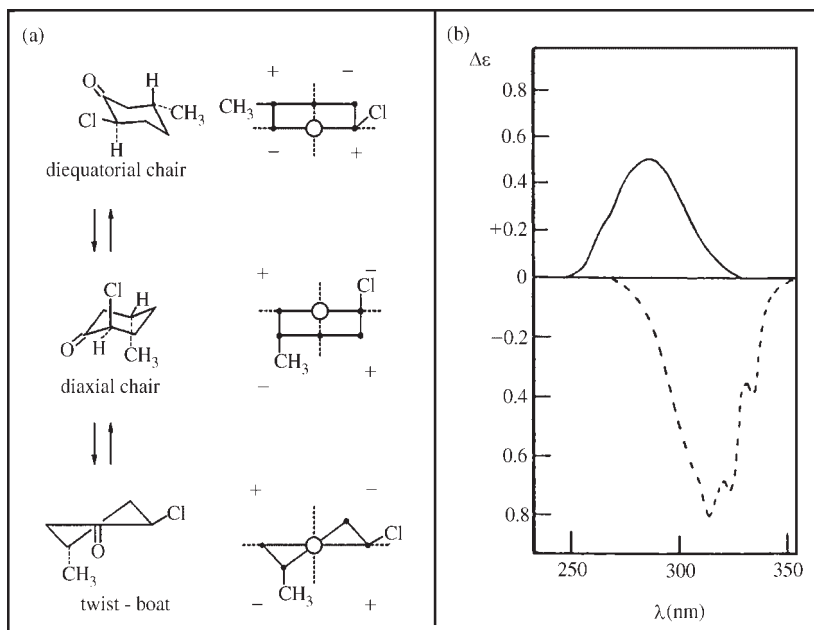 (a)
O
H
Cl
CH₃
H
diequatorial chair
+ −
CH₃
Cl
− +
Cl
H
O
H
CH₃
diaxial chair
+ −
Cl
CH₃
− +
Cl
O
CH₃
twist - boat
+ −
Cl
CH₃
− +
(b)
Δε
0.8
0.6
0.4
+0.2
0
−0.2
0.4
0.6
0.8
250 300 350
λ(nm)